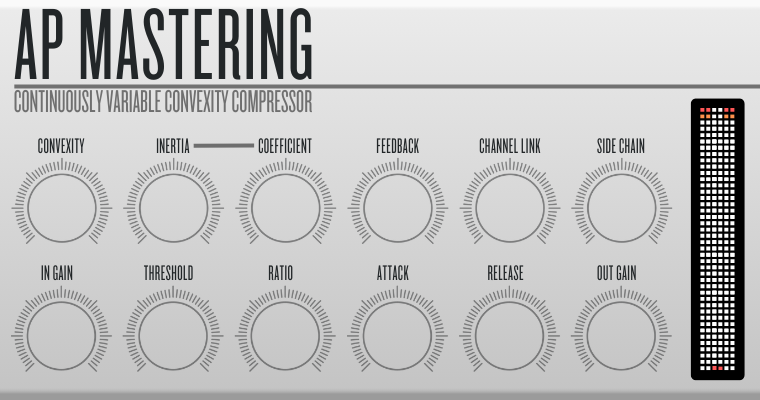 AP MASTERING
CONTINUOUSLY VARIABLE CONVEXITY COMPRESSOR
CONVEXITY INERTIA COEFFICIENT FEEDBACK CHANNEL LINK SIDE CHAIN
IN GAIN THRESHOLD RATIO ATTACK RELEASE OUT GAIN